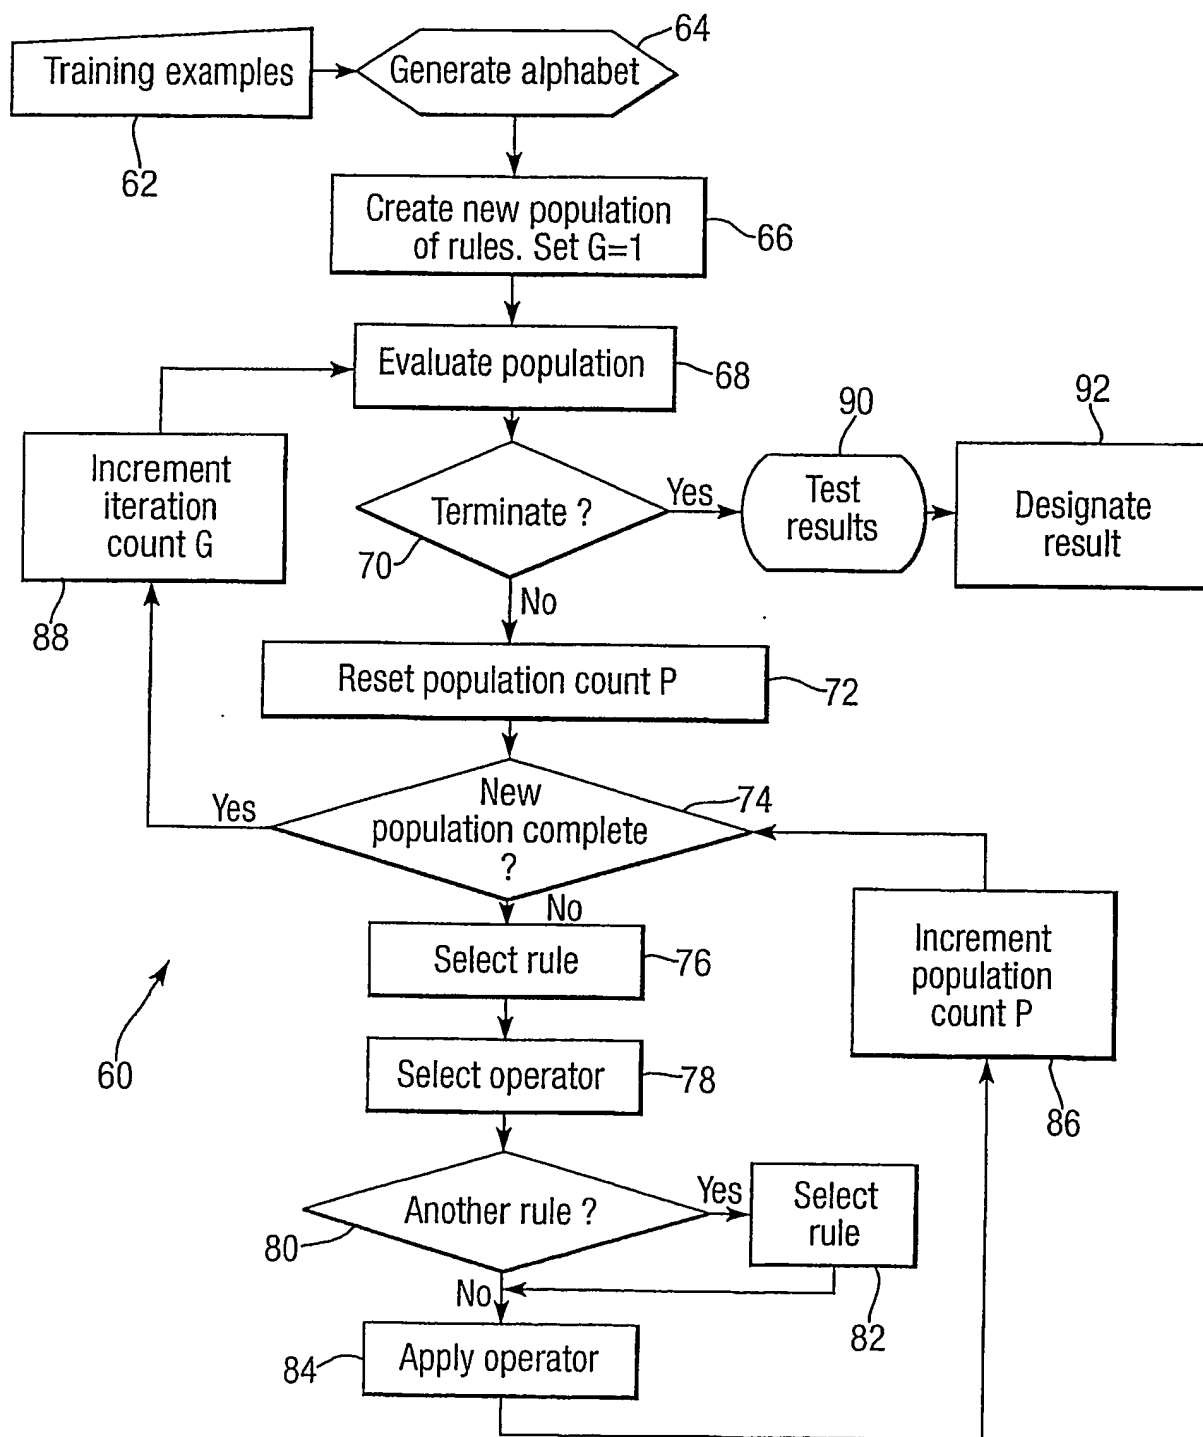 Training examples
62
Generate alphabet
64
Create new population
of rules. Set G=1
66
Evaluate population
68
Increment
iteration
count G
88
Terminate ?
70
Yes
No
90
Test
results
92
Designate
result
Reset population count P
72
New
population complete
?
74
Yes
No
Select rule
76
Increment
population
count P
86
60
Select operator
78
Another rule ?
80
Yes
No
Select
rule
82
Apply operator
84